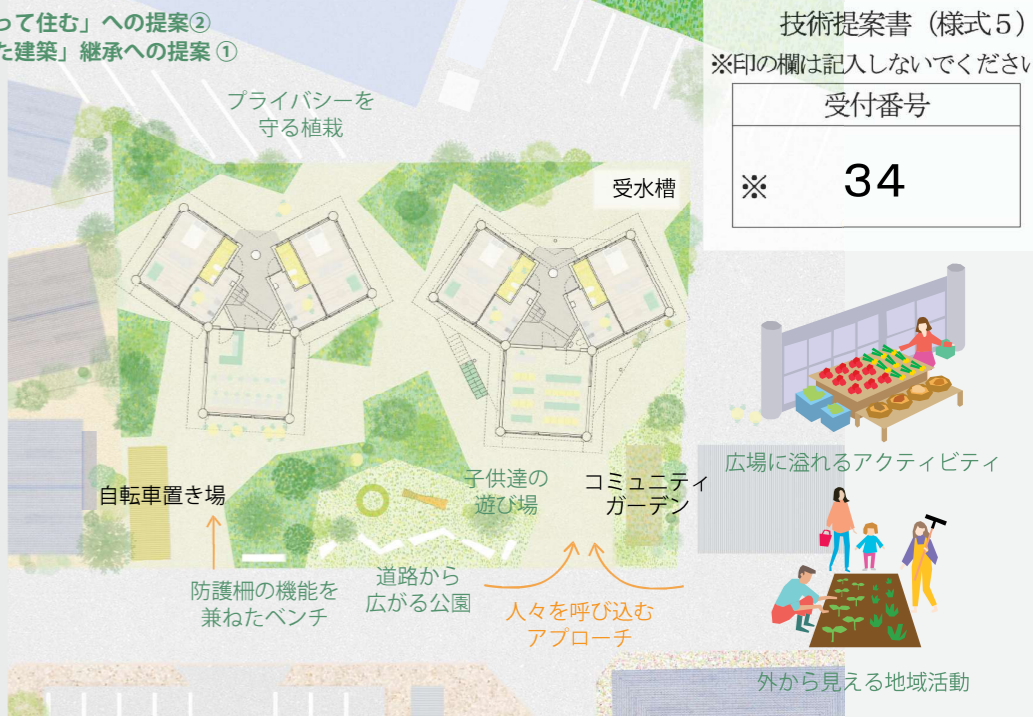 って住む」への提案②
た建築」継承への提案 ①
技術提案書（様式５）
※印の欄は記入しないでください
受付番号
※ 34
プライバシーを
守る植栽
受水槽
広場に溢れるアクティビティ
自転車置き場
子供達の
遊び場
コミュニティ
ガーデン
防護柵の機能を
兼ねたベンチ
道路から
広がる公園
人々を呼び込む
アプローチ
外から見える地域活動